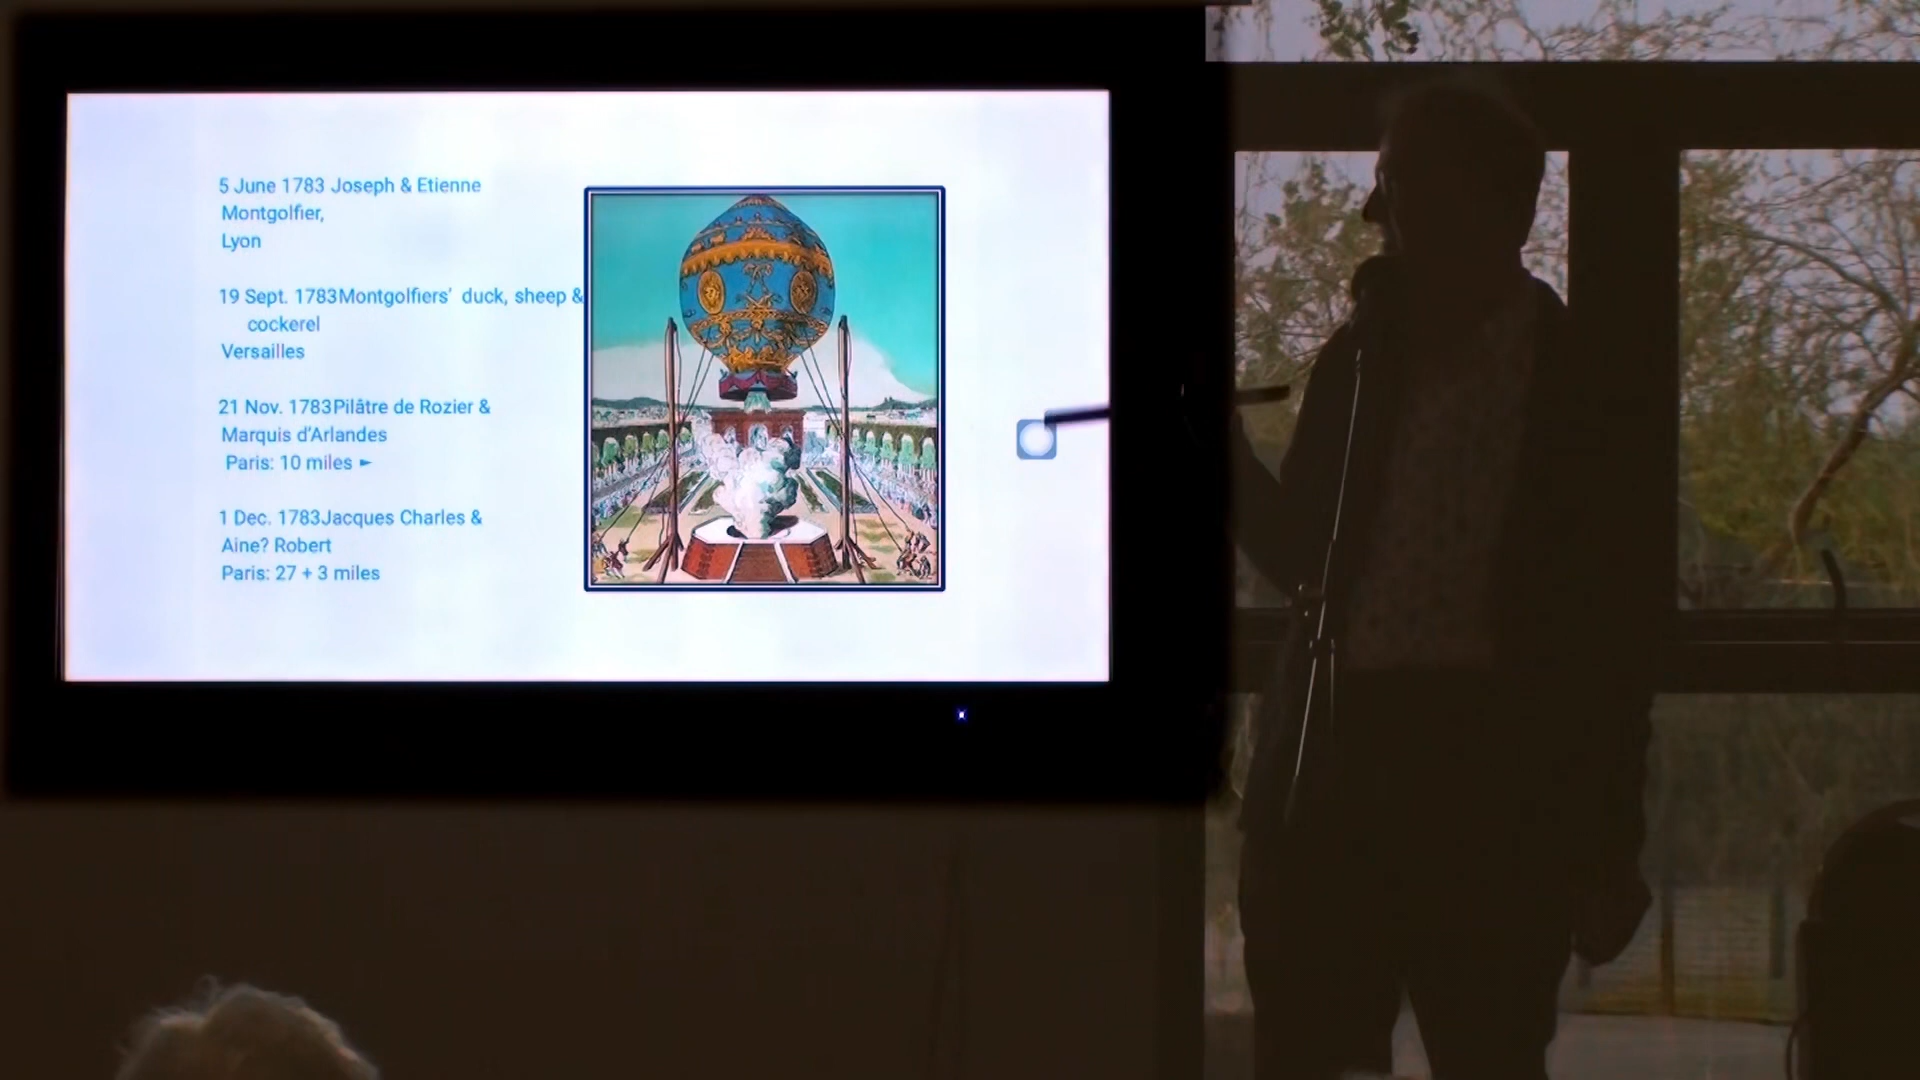 5 June 1783 Joseph & Etienne
Montgolfier,
Lyon
19 Sept. 1783Montgolfiers' duck, sheep &
cockerel
Versailles
21 Nov. 1783Pilâtre de Rozier &
Marquis d'Arlandes
Paris: 10 miles ►
1 Dec. 1783Jacques Charles &
Aine? Robert
Paris: 27 + 3 miles